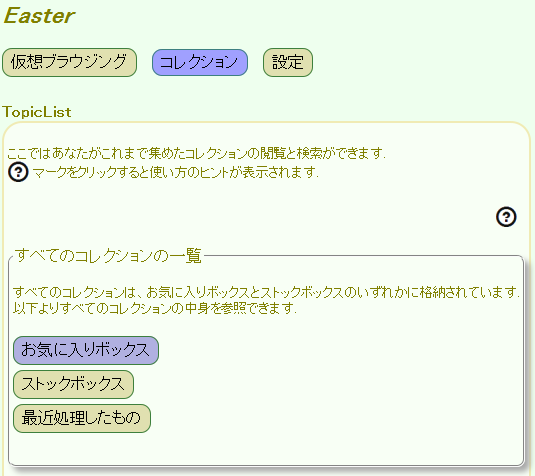 Easter
仮想ブラウジング コレクション 設定
TopicList
ここではあなたがこれまで集めたコレクションの閲覧と検索ができます.
? マークをクリックすると使い方のヒントが表示されます.
?
すべてのコレクションの一覧
すべてのコレクションは、お気に入りボックスとストックボックスのいずれかに格納されています.
以下よりすべてのコレクションの中身を参照できます.
お気に入りボックス
ストックボックス
最近処理したもの